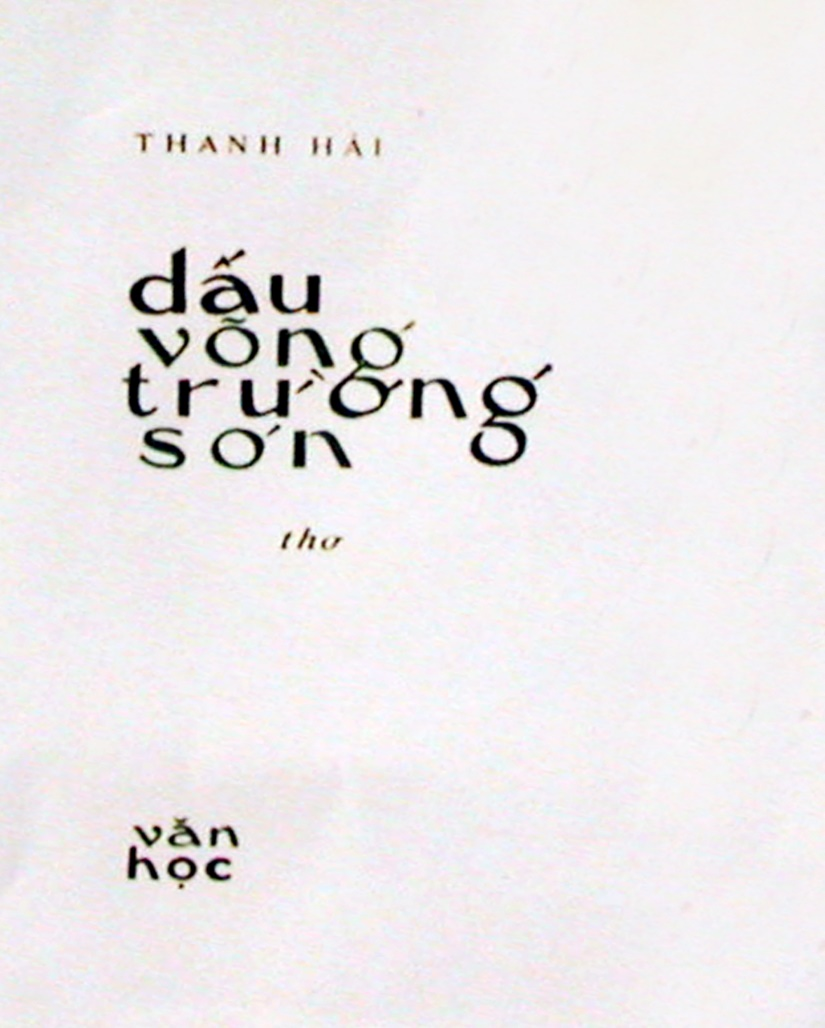 THANH HẢI
dấu
võng
trường
sơn
thơ
văn
học